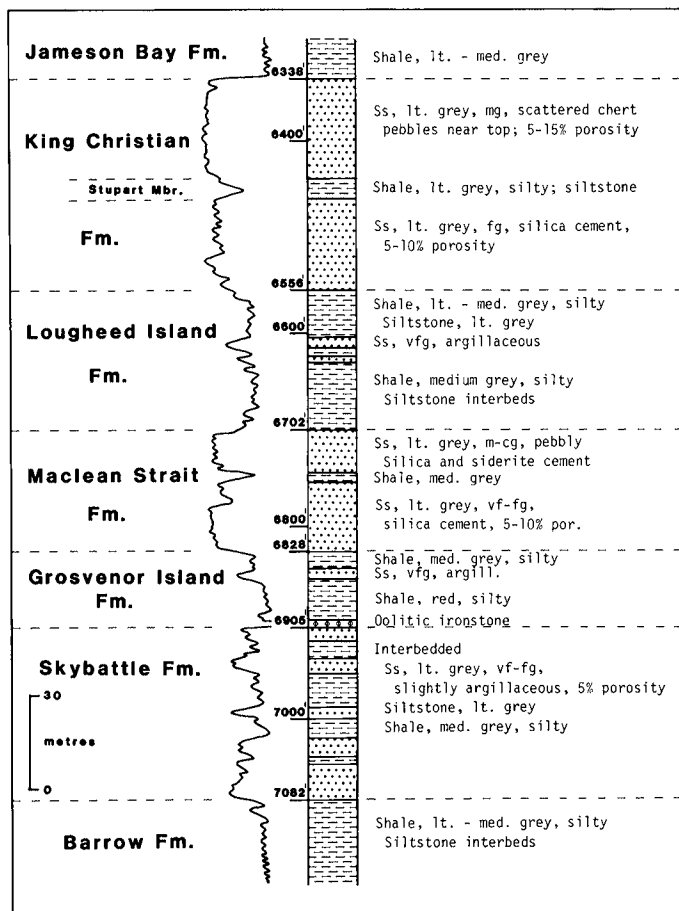 Jameson Bay Fm.
Shale, lt. - med. grey
6338'
Ss, lt. grey, mg, scattered chert
pebbles near top; 5-15% porosity
King Christian
6400'
Stupart Mbr.
Shale, lt. grey, silty; siltstone
Fm.
Ss, lt. grey, fg, silica cement,
5-10% porosity
6556'
Shale, lt. - med. grey, silty
Siltstone, lt. grey
Lougheed Island
6600'
Ss, vfg, argillaceous
Fm.
Shale, medium grey, silty
Siltstone interbeds
6702'
Ss, lt. grey, m-cg, pebbly
Silica and siderite cement
Maclean Strait
Shale, med. grey
Fm.
Ss, lt. grey, vf-fg,
silica cement, 5-10% por.
6800'
6828'
Shale, med. grey, silty
Grosvenor Island
Ss, vfg, argill.
Fm.
Shale, red, silty
Oolitic ironstone
6905'
Interbedded
Skybattle Fm.
Ss, lt. grey, vf-fg,
slightly argillaceous, 5% porosity
30
Siltstone, lt. grey
7000'
metres
Shale, med. grey, silty
0
7082'
Shale, lt. - med. grey, silty
Barrow Fm.
Siltstone interbeds